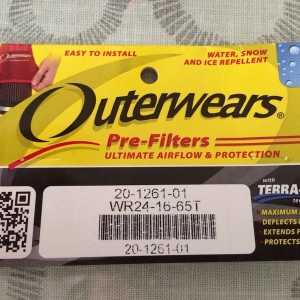 EASY TO INSTALL
WATER, SNOW
AND ICE REPELLENT
Outerwears®
Pre-Filters
ULTIMATE AIRFLOW & PROTECTION
20-1261-01
WR24-16-65T
20-1261-01
with
TERRA-
MAXIMUM
DEFLECTS
EXTENDS F
PROTECTS